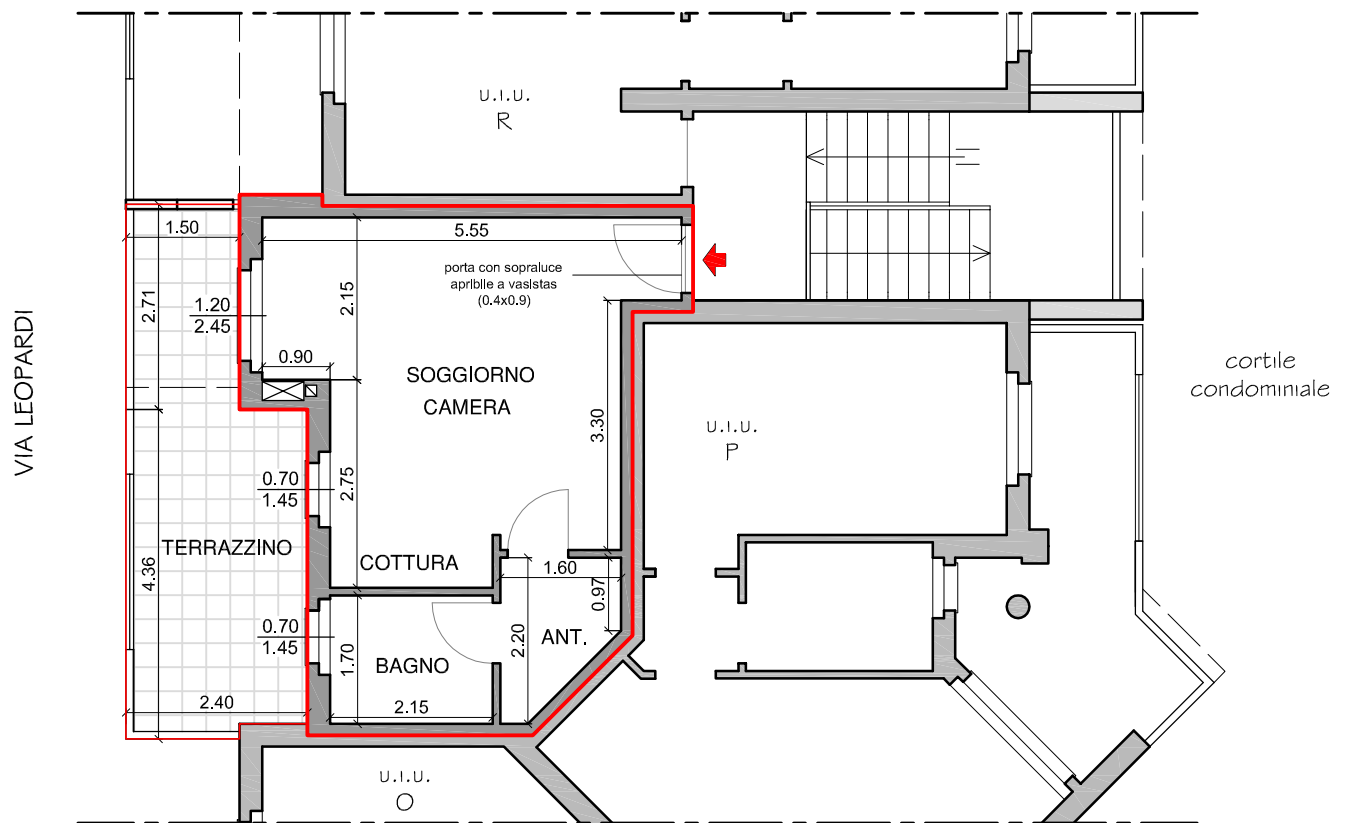 U.I.U.
R
1.50
5.55
porta con sopraluce
apribile a vasistas
(0.4x0.9)
VIA LEOPARDI
2.71
1.20
2.45
2.15
0.90
SOGGIORNO
CAMERA
3.30
cortile
condominiale
U.I.U.
P
0.70
1.45
2.75
TERRAZZINO
COTTURA
4.36
1.60
0.97
0.70
1.45
1.70
BAGNO
2.20
ANT.
2.40
2.15
U.I.U.
O